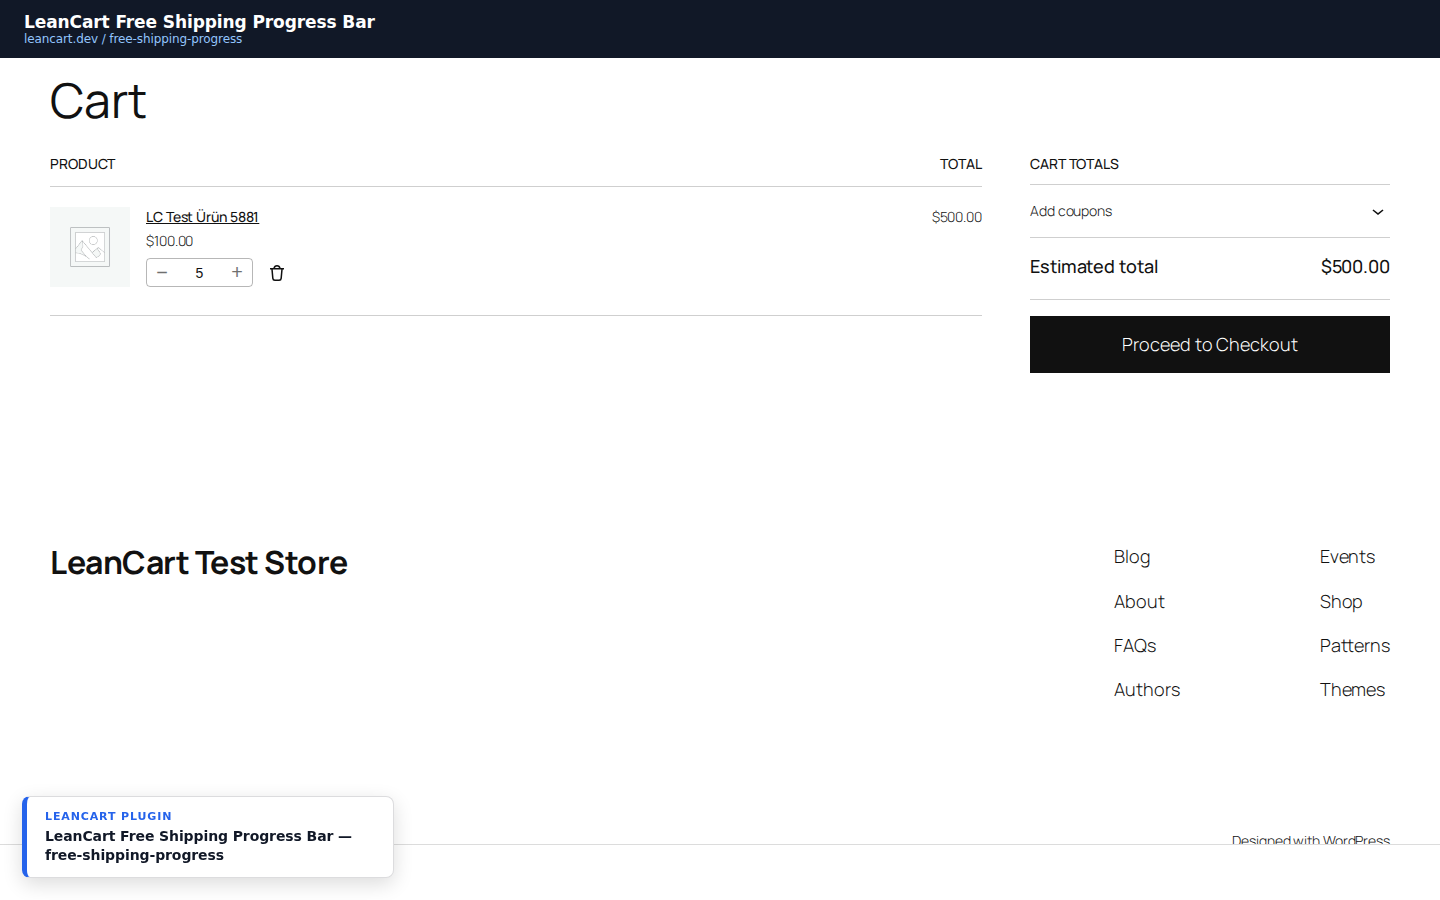 LeanCart Free Shipping Progress Bar
leancart.dev / free-shipping-progress
Cart
PRODUCT
TOTAL
LC Test Ürün 5881
$500.00
$100.00
− 5 +
CART TOTALS
Add coupons
Estimated total
$500.00
Proceed to Checkout
LeanCart Test Store
Blog
About
FAQs
Authors
Events
Shop
Patterns
Themes
LEANCART PLUGIN
LeanCart Free Shipping Progress Bar —
free-shipping-progress
Designed with WordPress